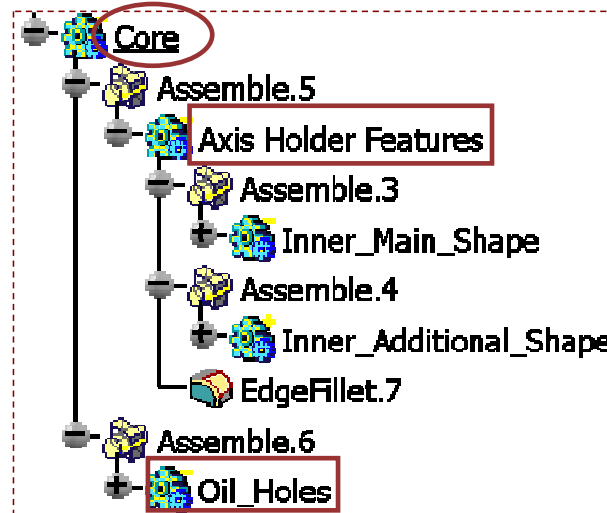 Core
Assemble.5
Axis Holder Features
Assemble.3
Inner_Main_Shape
Assemble.4
Inner_Additional_Shape
EdgeFillet.7
Assemble.6
Oil_Holes